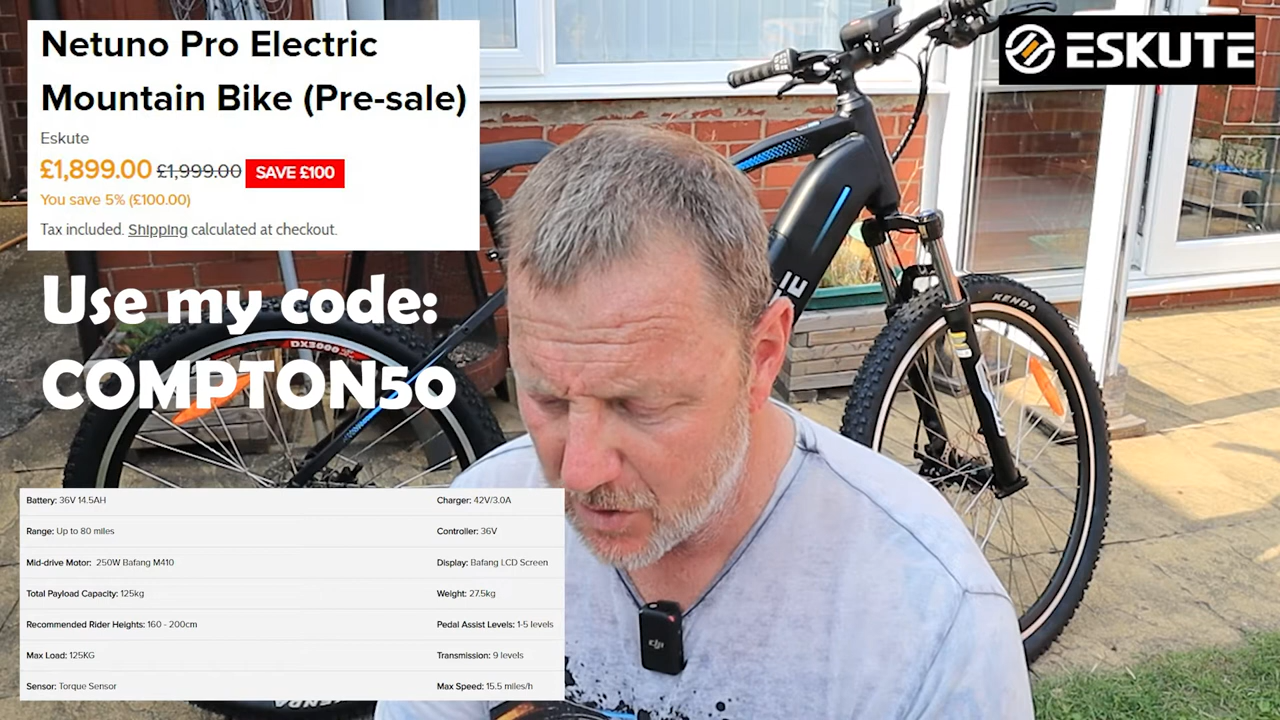 Netuno Pro Electric
Mountain Bike (Pre-sale)
Eskute
£1,899.00 £1,999.00 SAVE £100
You save 5% (£100.00)
Tax included. Shipping calculated at checkout.
ESKUTE
Use my code:
COMPTON50
KENDA
DX3000
Battery: 36V 14.5AH
Charger: 42V/3.0A
Range: Up to 80 miles
Controller: 36V
Mid-drive Motor: 250W Bafang M410
Display: Bafang LCD Screen
Total Payload Capacity: 125kg
Weight: 27.5kg
Recommended Rider Heights: 160 - 200cm
Pedal Assist Levels: 1-5 levels
Max Load: 125KG
Transmission: 9 levels
Sensor: Torque Sensor
Max Speed: 15.5 miles/h
dji